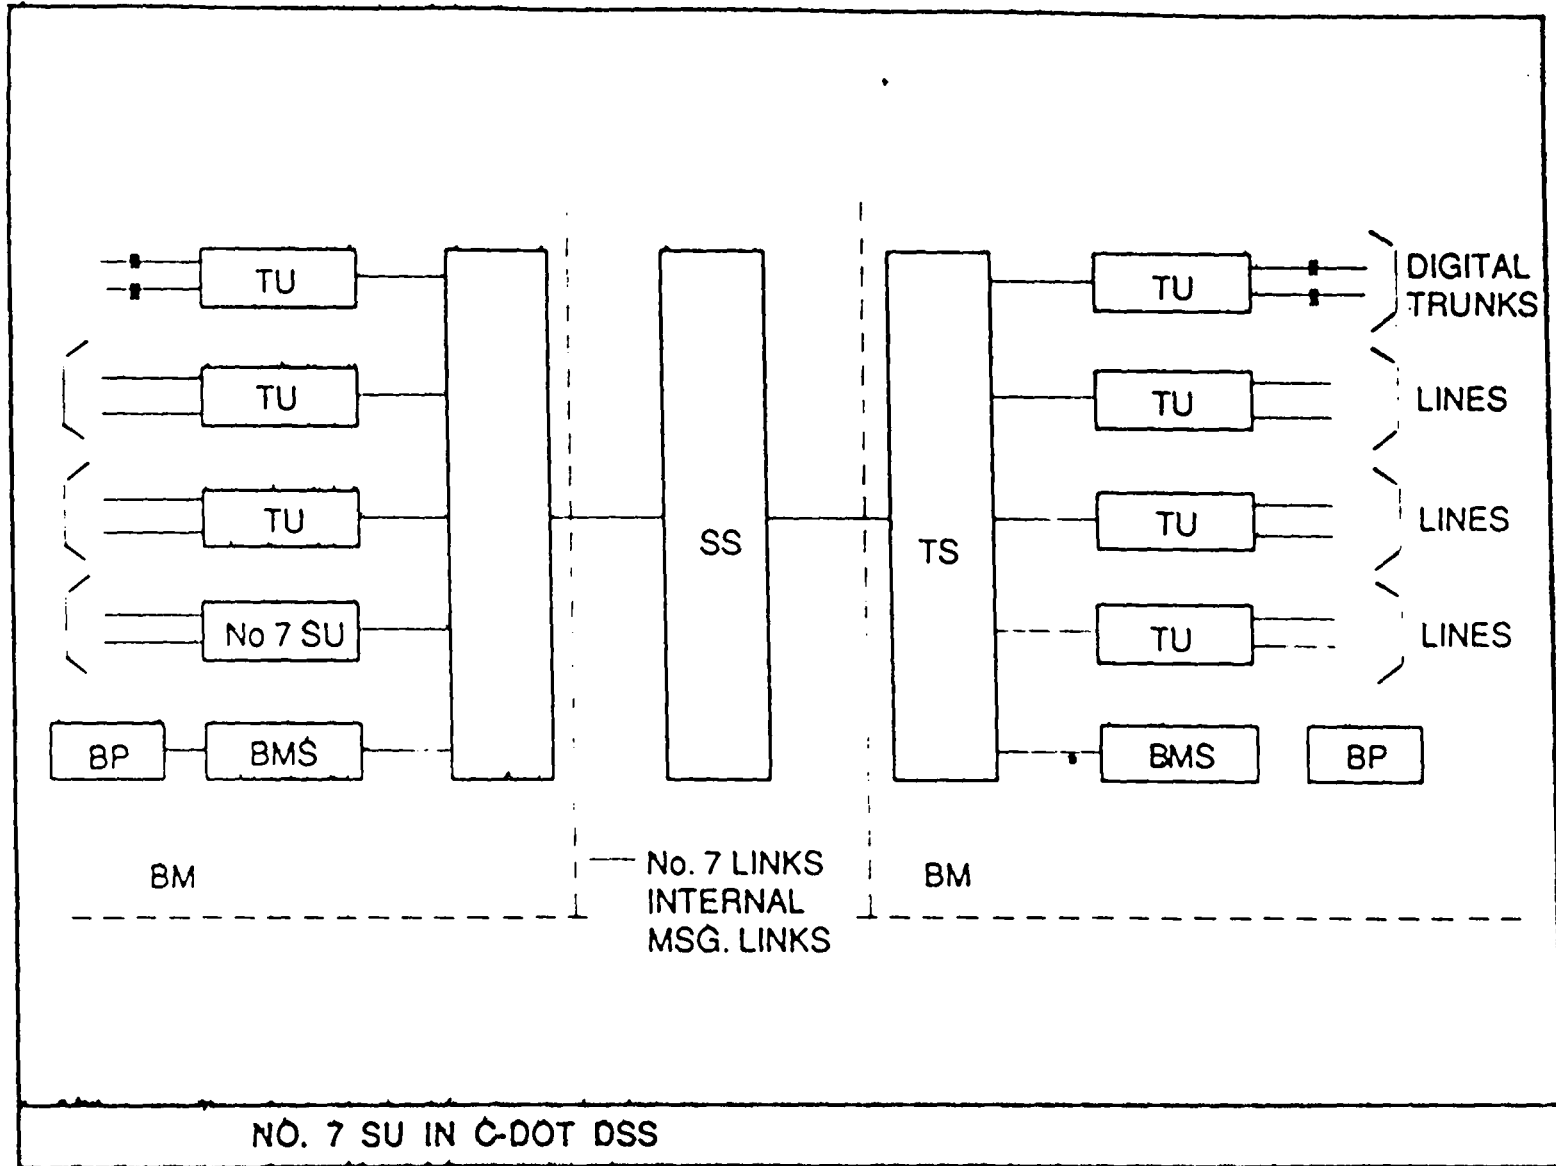 TU
TU
DIGITAL
TRUNKS
TU
TU
LINES
TU
SS
TS
TU
LINES
No 7 SU
TU
LINES
BP
BMS
BMS
BP
BM
No. 7 LINKS
INTERNAL
MSG. LINKS
BM
NO. 7 SU IN C-DOT DSS